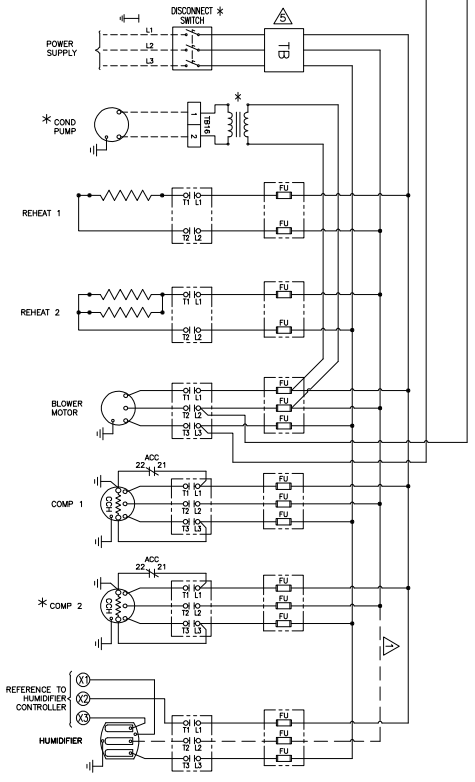 DISCONNECT *
SWITCH
5
POWER
SUPPLY
L1
L2
L3
TB
* COND
PUMP
1
2
TB16
*
REHEAT 1
T1 L1
T2 L2
FU
FU
REHEAT 2
T1 L1
T2 L2
FU
FU
BLOWER
MOTOR
T1 L1
T2 L2
T3 L3
FU
FU
FU
COMP 1
ACC
22 21
CCH
T1 L1
T2 L2
T3 L3
FU
FU
FU
* COMP 2
ACC
22 21
CCH
T1 L1
T2 L2
T3 L3
FU
FU
FU
1
REFERENCE TO
HUMIDIFIER
CONTROLLER
X1
X2
X3
HUMIDIFIER
T1 L1
T2 L2
T3 L3
FU
FU
FU